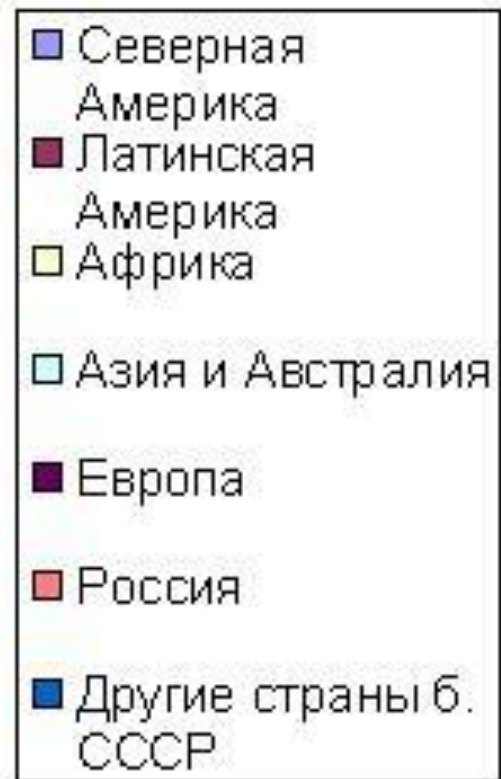 Северная
Америка
Латинская
Америка
Африка
Азия и Австралия
Европа
Россия
Другие страны б.
СССР